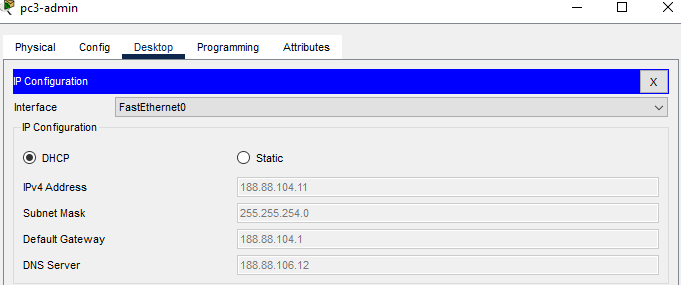 pc3-admin
Physical Config Desktop Programming Attributes
IP Configuration X
Interface FastEthernet0
IP Configuration
DHCP Static
IPv4 Address 188.88.104.11
Subnet Mask 255.255.254.0
Default Gateway 188.88.104.1
DNS Server 188.88.106.12